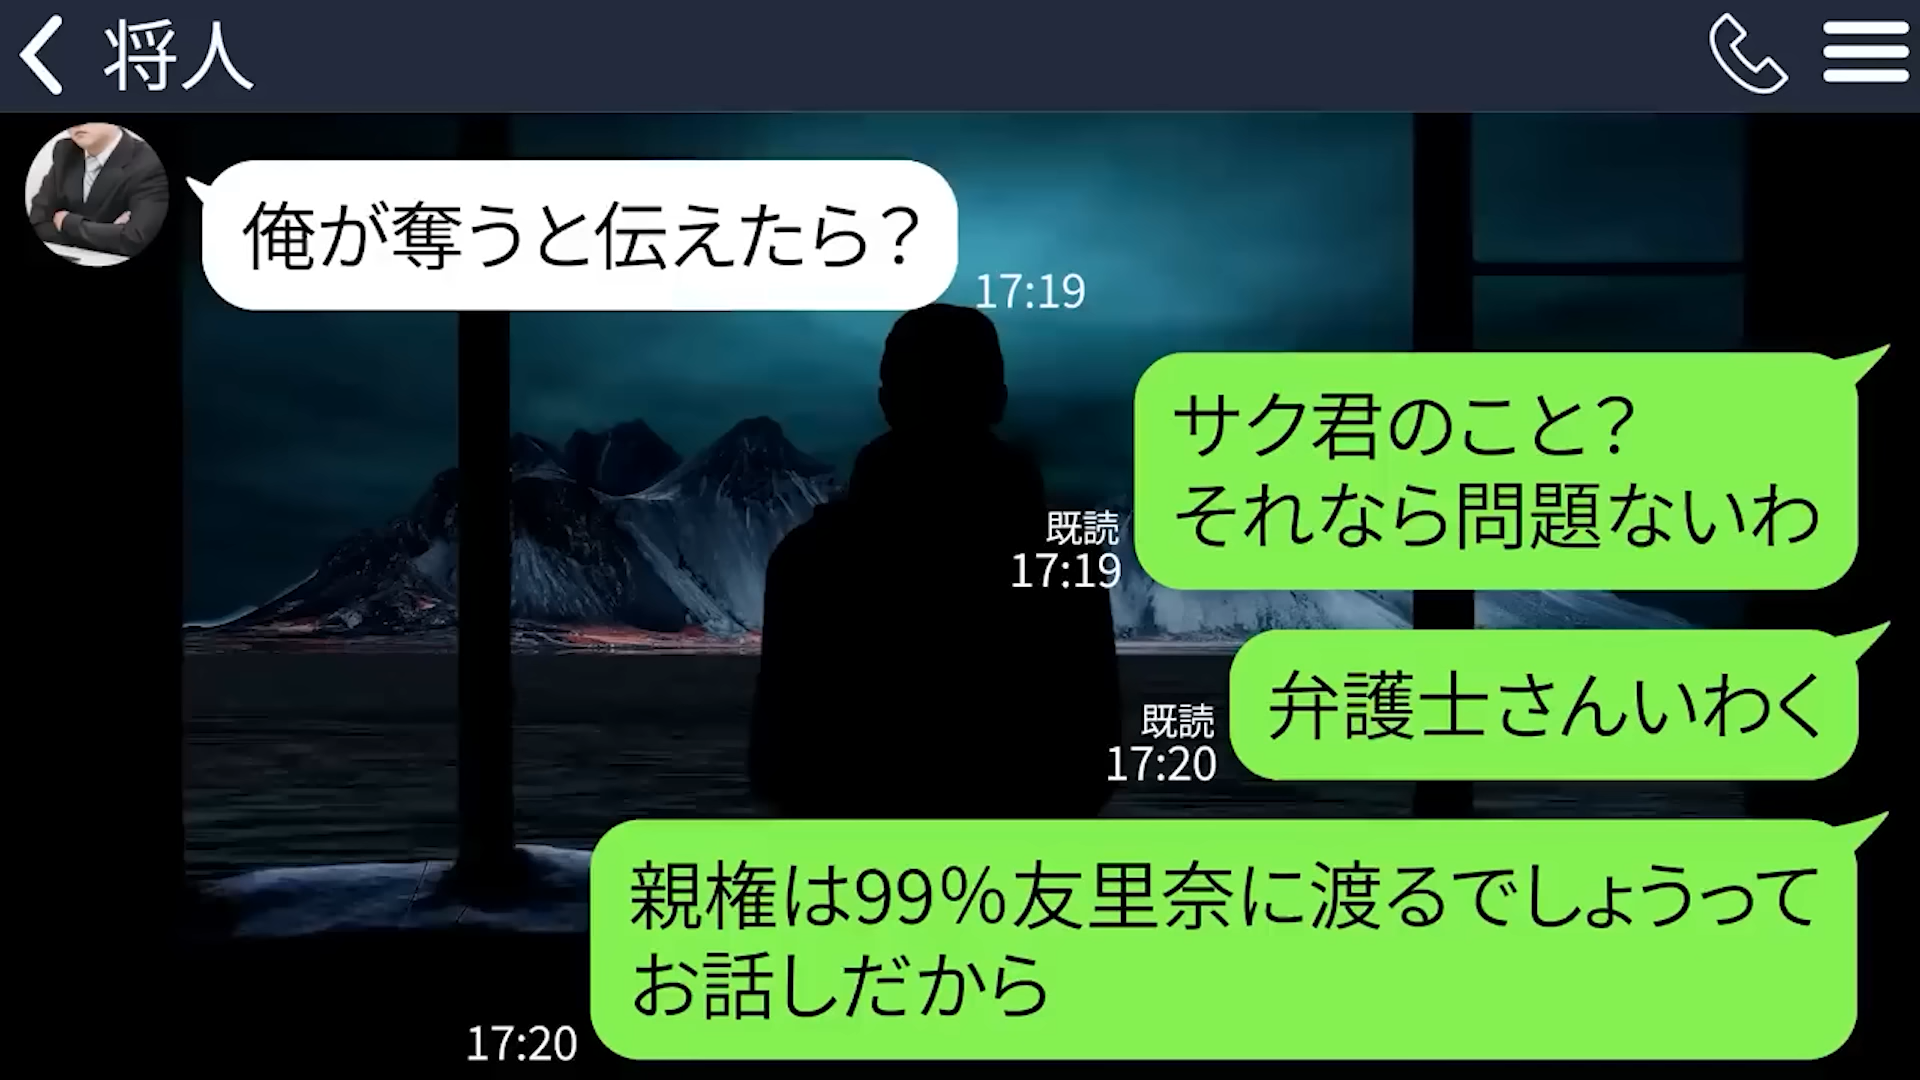 将人
俺が奪うと伝えたら？
17:19
サク君のこと？
それなら問題ないわ
既読
17:19
弁護士さんいわく
既読
17:20
親権は99％友里奈に渡るでしょうって
お話しだから
17:20